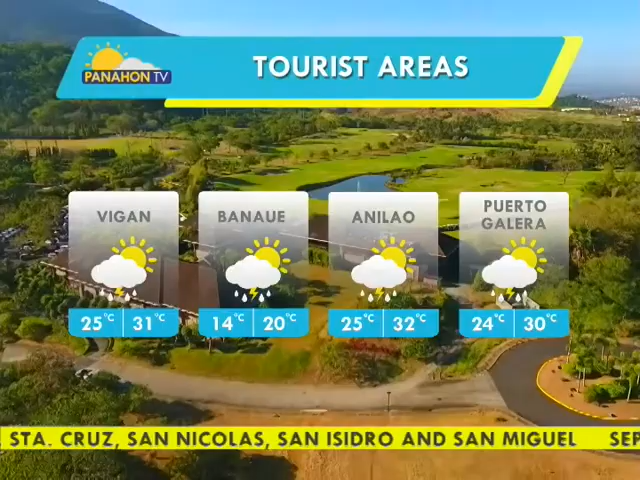 PANAHON TV
TOURIST AREAS
VIGAN
25°C 31°C
BANAUE
14°C 20°C
ANILAO
25°C 32°C
PUERTO
GALERA
24°C 30°C
STA. CRUZ, SAN NICOLAS, SAN ISIDRO AND SAN MIGUEL SEP